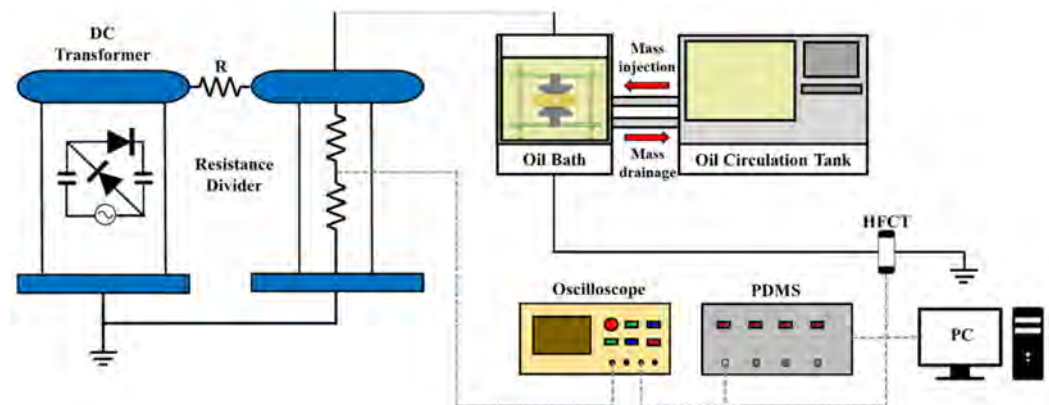 DC
Transformer
R
Resistance
Divider
Mass
injection
Oil Bath
Mass
drainage
Oil Circulation Tank
HFCT
Oscilloscope
PDMS
PC